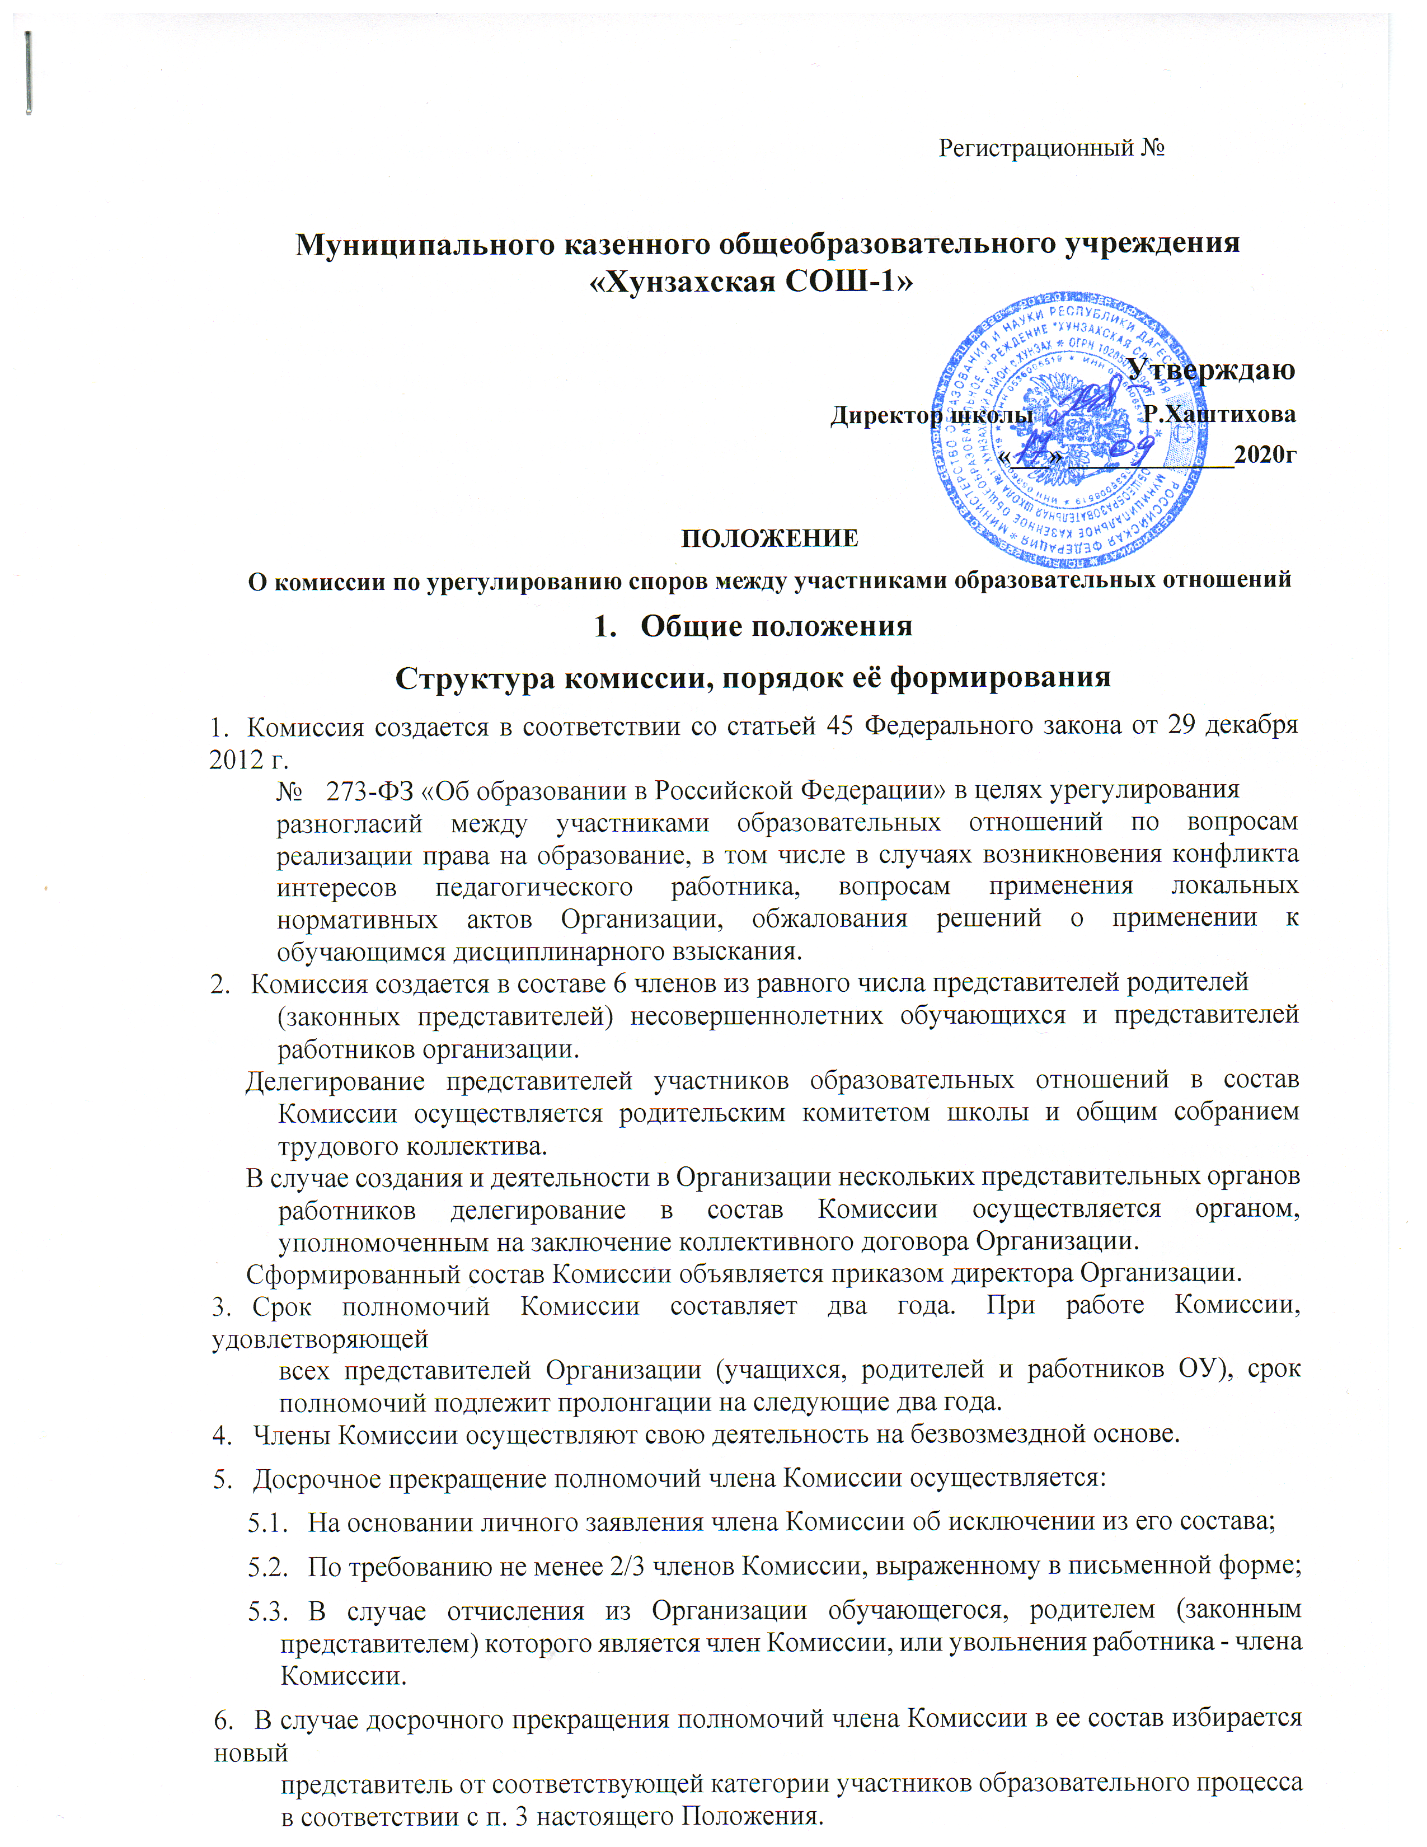 Регистрационный №
Муниципального казенного общеобразовательного учреждения
«Хунзахская СОШ-1»
Утверждаю
Директор школы Р.Хаштихова
«17» 09 2020г
ПОЛОЖЕНИЕ
О комиссии по урегулированию споров между участниками образовательных отношений
1. Общие положения
Структура комиссии, порядок её формирования
1. Комиссия создается в соответствии со статьей 45 Федерального закона от 29 декабря
2012 г.
№ 273-ФЗ «Об образовании в Российской Федерации» в целях урегулирования
разногласий между участниками образовательных отношений по вопросам
реализации права на образование, в том числе в случаях возникновения конфликта
интересов педагогического работника, вопросам применения локальных
нормативных актов Организации, обжалования решений о применении к
обучающимся дисциплинарного взыскания.
2. Комиссия создается в составе 6 членов из равного числа представителей родителей
(законных представителей) несовершеннолетних обучающихся и представителей
работников организации.
Делегирование представителей участников образовательных отношений в состав
Комиссии осуществляется родительским комитетом школы и общим собранием
трудового коллектива.
В случае создания и деятельности в Организации нескольких представительных органов
работников делегирование в состав Комиссии осуществляется органом,
уполномоченным на заключение коллективного договора Организации.
Сформированный состав Комиссии объявляется приказом директора Организации.
3. Срок полномочий Комиссии составляет два года. При работе Комиссии,
удовлетворяющей
всех представителей Организации (учащихся, родителей и работников ОУ), срок
полномочий подлежит пролонгации на следующие два года.
4. Члены Комиссии осуществляют свою деятельность на безвозмездной основе.
5. Досрочное прекращение полномочий члена Комиссии осуществляется:
5.1. На основании личного заявления члена Комиссии об исключении из его состава;
5.2. По требованию не менее 2/3 членов Комиссии, выраженному в письменной форме;
5.3. В случае отчисления из Организации обучающегося, родителем (законным
представителем) которого является член Комиссии, или увольнения работника - члена
Комиссии.
6. В случае досрочного прекращения полномочий члена Комиссии в ее состав избирается
новый
представитель от соответствующей категории участников образовательного процесса
в соответствии с п. 3 настоящего Положения.